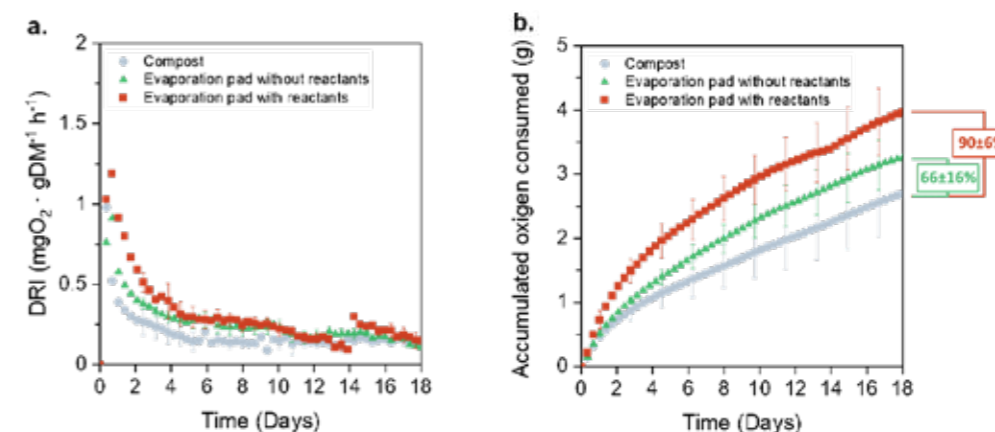 a.
2
1.5
1
0.5
0
DRI (mgO₂ · gDM⁻¹ h⁻¹)
Compost
Evaporation pad without reactants
Evaporation pad with reactants
0 2 4 6 8 10 12 14 16 18
Time (Days)
b.
5
4
3
2
1
0
Accumulated oxigen consumed (g)
Compost
Evaporation pad without reactants
Evaporation pad with reactants
90±6%
66±16%
0 2 4 6 8 10 12 14 16 18
Time (Days)